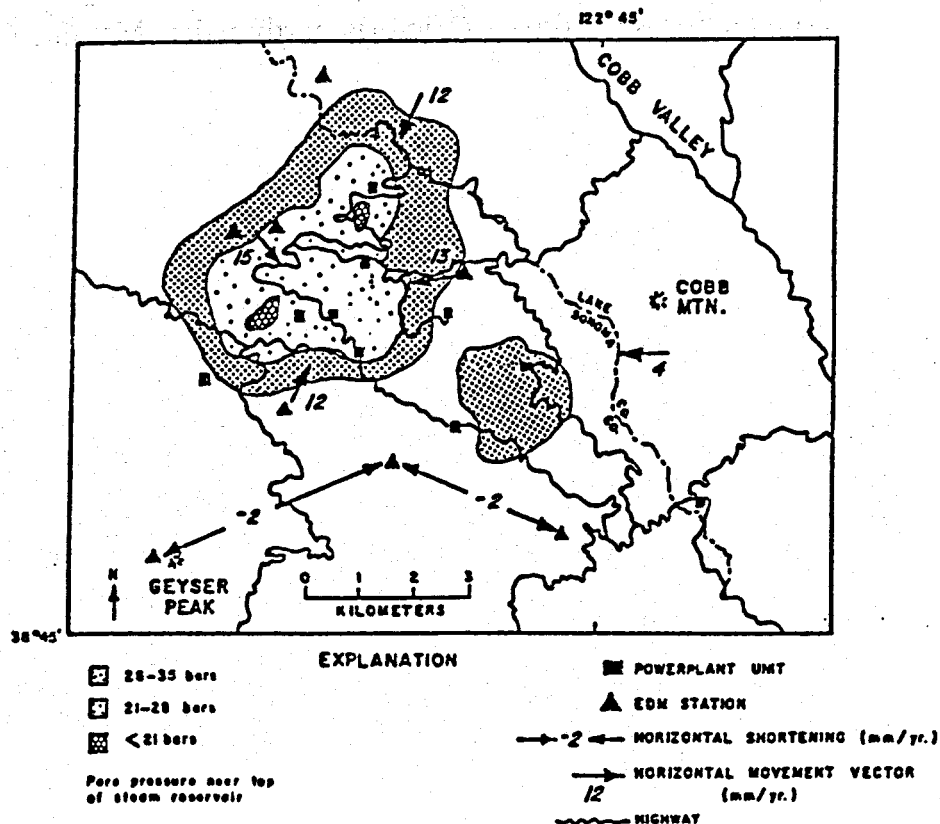 122° 45'
COBB VALLEY
12
15
13
COBB
MTN.
LAKE
SONOMA
4
CO.
CO.
12
-2
-2
N
GEYSER
PEAK
0 1 2 3
KILOMETERS
38°45'
EXPLANATION
28-35 bars
21-28 bars
<21 bars
Pore pressure near top
of steam reservoir
POWERPLANT UNIT
EDM STATION
-2 HORIZONTAL SHORTENING (mm/yr.)
HORIZONTAL MOVEMENT VECTOR
12 (mm/yr.)
HIGHWAY